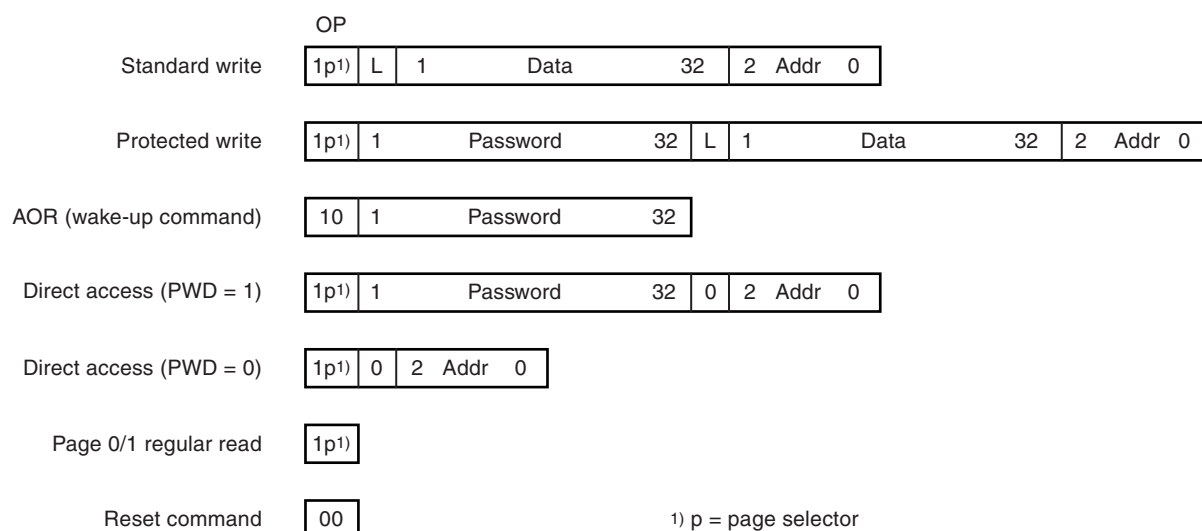 OP
Standard write 1p1) L 1 Data 32 2 Addr 0
Protected write 1p1) 1 Password 32 L 1 Data 32 2 Addr 0
AOR (wake-up command) 10 1 Password 32
Direct access (PWD = 1) 1p1) 1 Password 32 0 2 Addr 0
Direct access (PWD = 0) 1p1) 0 2 Addr 0
Page 0/1 regular read 1p1)
Reset command 00 1) p = page selector